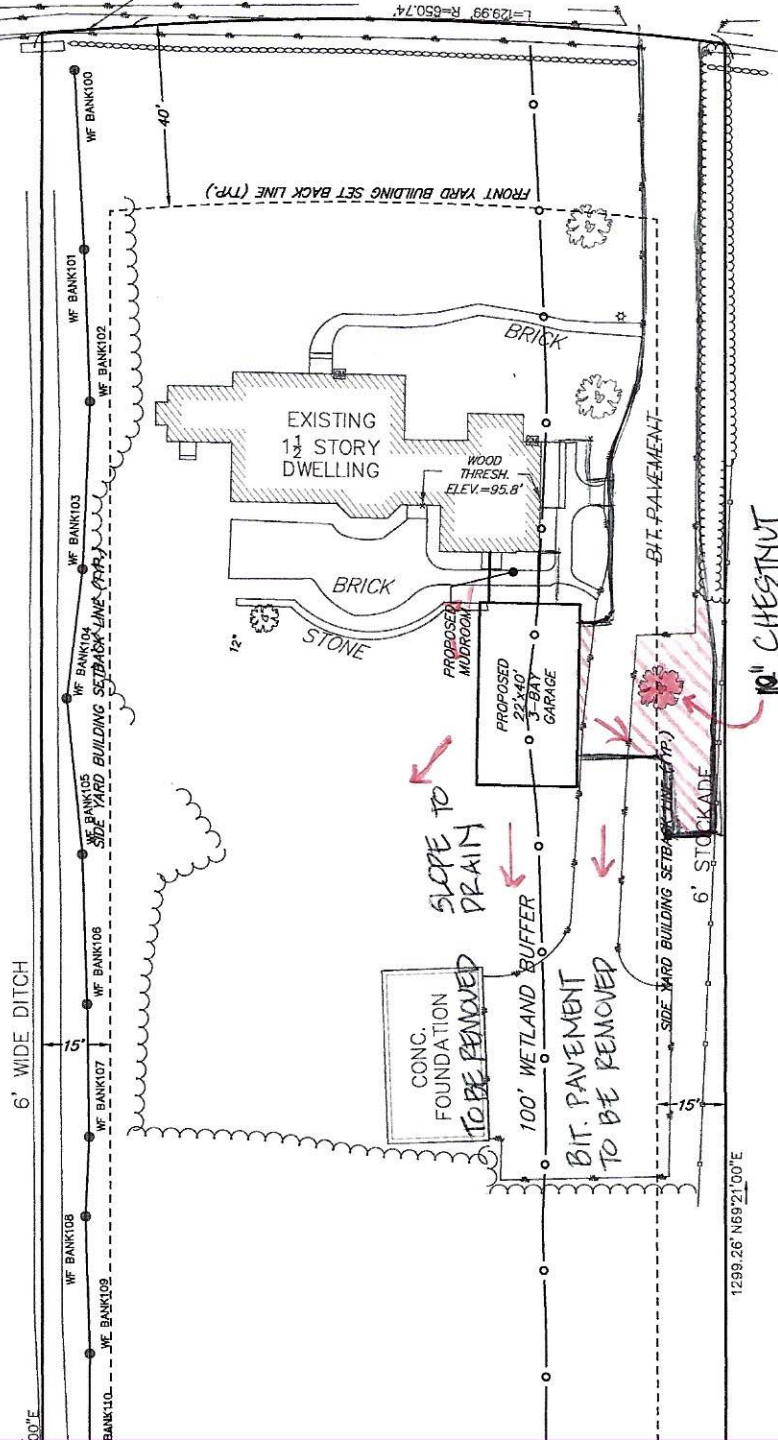 L=129.99' R=650.74'
WF BANK100
40'
FRONT YARD BUILDING SET BACK LINE (TYP.)
WF BANK101
WF BANK102
BRICK
EXISTING
1 1/2 STORY
DWELLING
WOOD
THRESH.
ELEV.=95.8'
BIT. PAVEMENT
WF BANK103
BRICK
STONE
12"
WF BANK104
SIDE YARD BUILDING SETBACK LINE (TYP.)
PROPOSED
MUDROOM
PROPOSED
22'x40'
3-BAY
GARAGE
CHESTNUT
WF BANK105
SLOPE TO
DRAIN
SIDE YARD BUILDING SETBACK LINE (TYP.)
6' STOCKADE
WF BANK106
6' WIDE DITCH
15'
CONC.
FOUNDATION
TO BE REMOVED
100' WETLAND BUFFER
BIT. PAVEMENT
TO BE REMOVED
15'
WF BANK107
WF BANK108
1299.26' N69°21'00"E
WF BANK109
BANK110
00"E